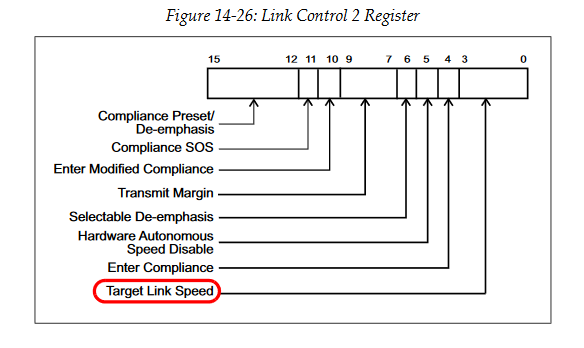 Figure 14-26: Link Control 2 Register
15 12 11 10 9 7 6 5 4 3 0
Compliance Preset/
De-emphasis
Compliance SOS
Enter Modified Compliance
Transmit Margin
Selectable De-emphasis
Hardware Autonomous
Speed Disable
Enter Compliance
Target Link Speed